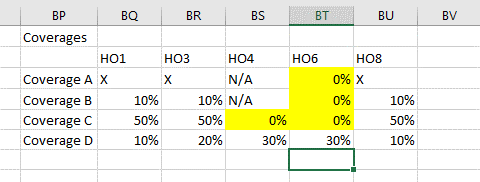 BP BQ BR BS BT BU BV
Coverages
HO1 HO3 HO4 HO6 HO8
Coverage A X X N/A 0% X
Coverage B 10% 10% N/A 0% 10%
Coverage C 50% 50% 0% 0% 50%
Coverage D 10% 20% 30% 30% 10%